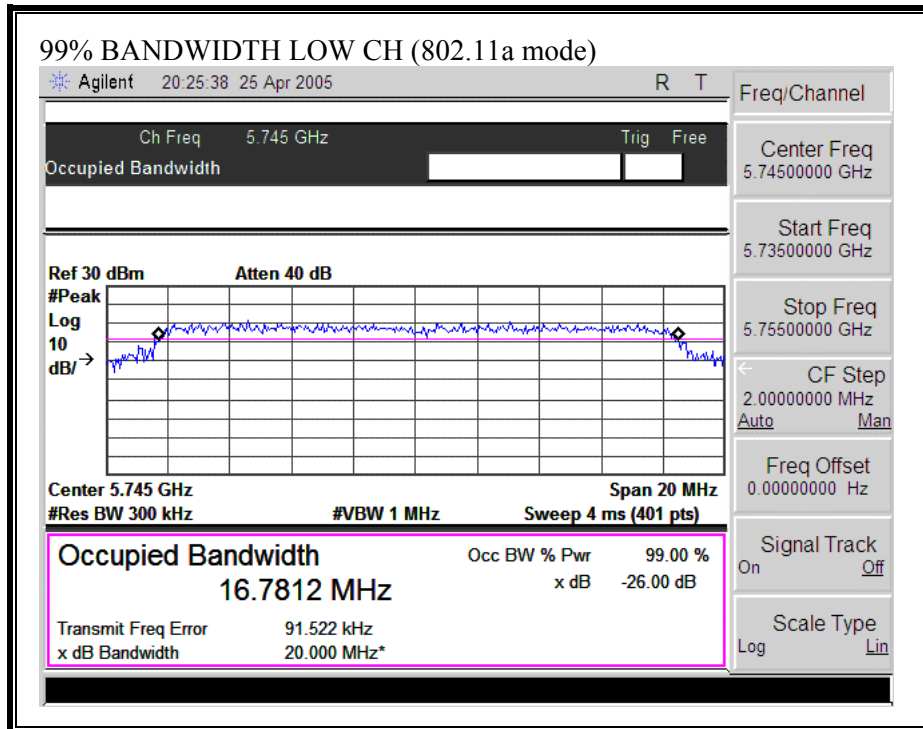 99% BANDWIDTH LOW CH (802.11a mode)
Agilent 20:25:38 25 Apr 2005 R T
Freq/Channel
Ch Freq 5.745 GHz Trig Free
Occupied Bandwidth
Center Freq
5.74500000 GHz
Start Freq
5.73500000 GHz
Ref 30 dBm Atten 40 dB
#Peak
Log
10
dB/
Stop Freq
5.75500000 GHz
CF Step
2.00000000 MHz
Auto Man
Center 5.745 GHz Span 20 MHz
#Res BW 300 kHz #VBW 1 MHz Sweep 4 ms (401 pts)
Freq Offset
0.00000000 Hz
Occupied Bandwidth Occ BW % Pwr 99.00 %
16.7812 MHz x dB -26.00 dB
Transmit Freq Error 91.522 kHz
x dB Bandwidth 20.000 MHz*
Signal Track
On Off
Scale Type
Log Lin